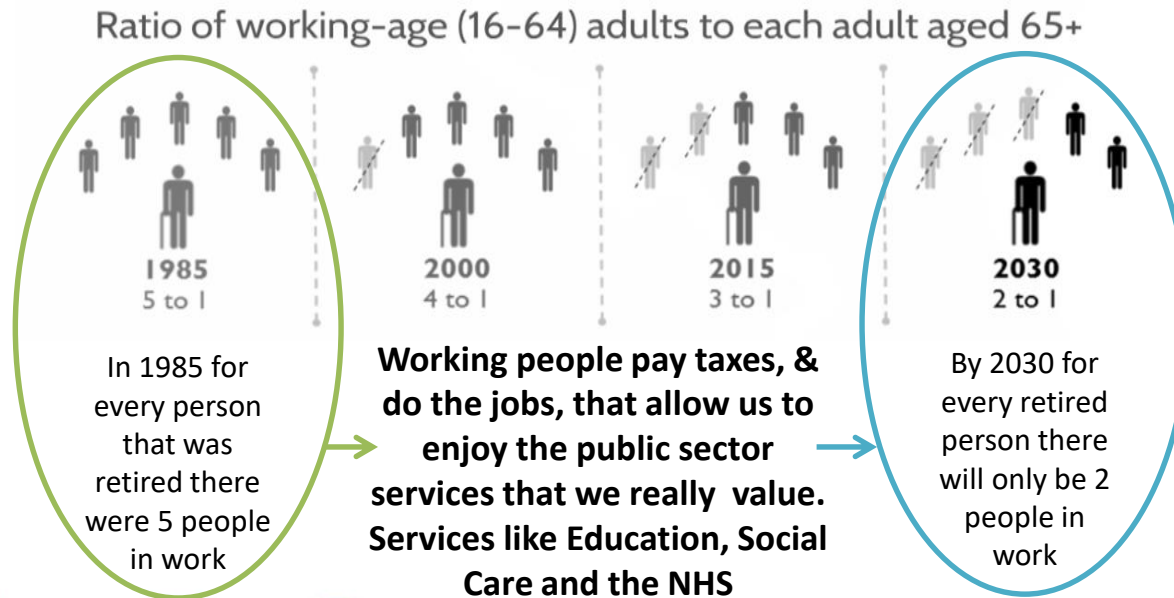 Ratio of working-age (16-64) adults to each adult aged 65+
1985
5 to 1
2000
4 to 1
2015
3 to 1
2030
2 to 1
In 1985 for
every person
that was
retired there
were 5 people
in work
Working people pay taxes, &
do the jobs, that allow us to
enjoy the public sector
services that we really value.
Services like Education, Social
Care and the NHS
By 2030 for
every retired
person there
will only be 2
people in
work